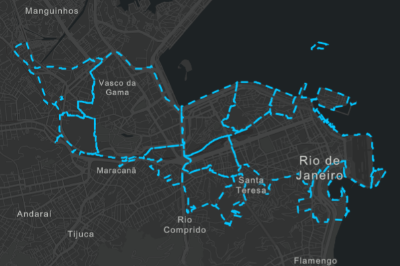 Manguinhos
Vasco da
Gama
Maracanã
Rio de
Janeiro
Santa
Teresa
Andaraí
Rio
Comprido
Tijuca
Flamengo